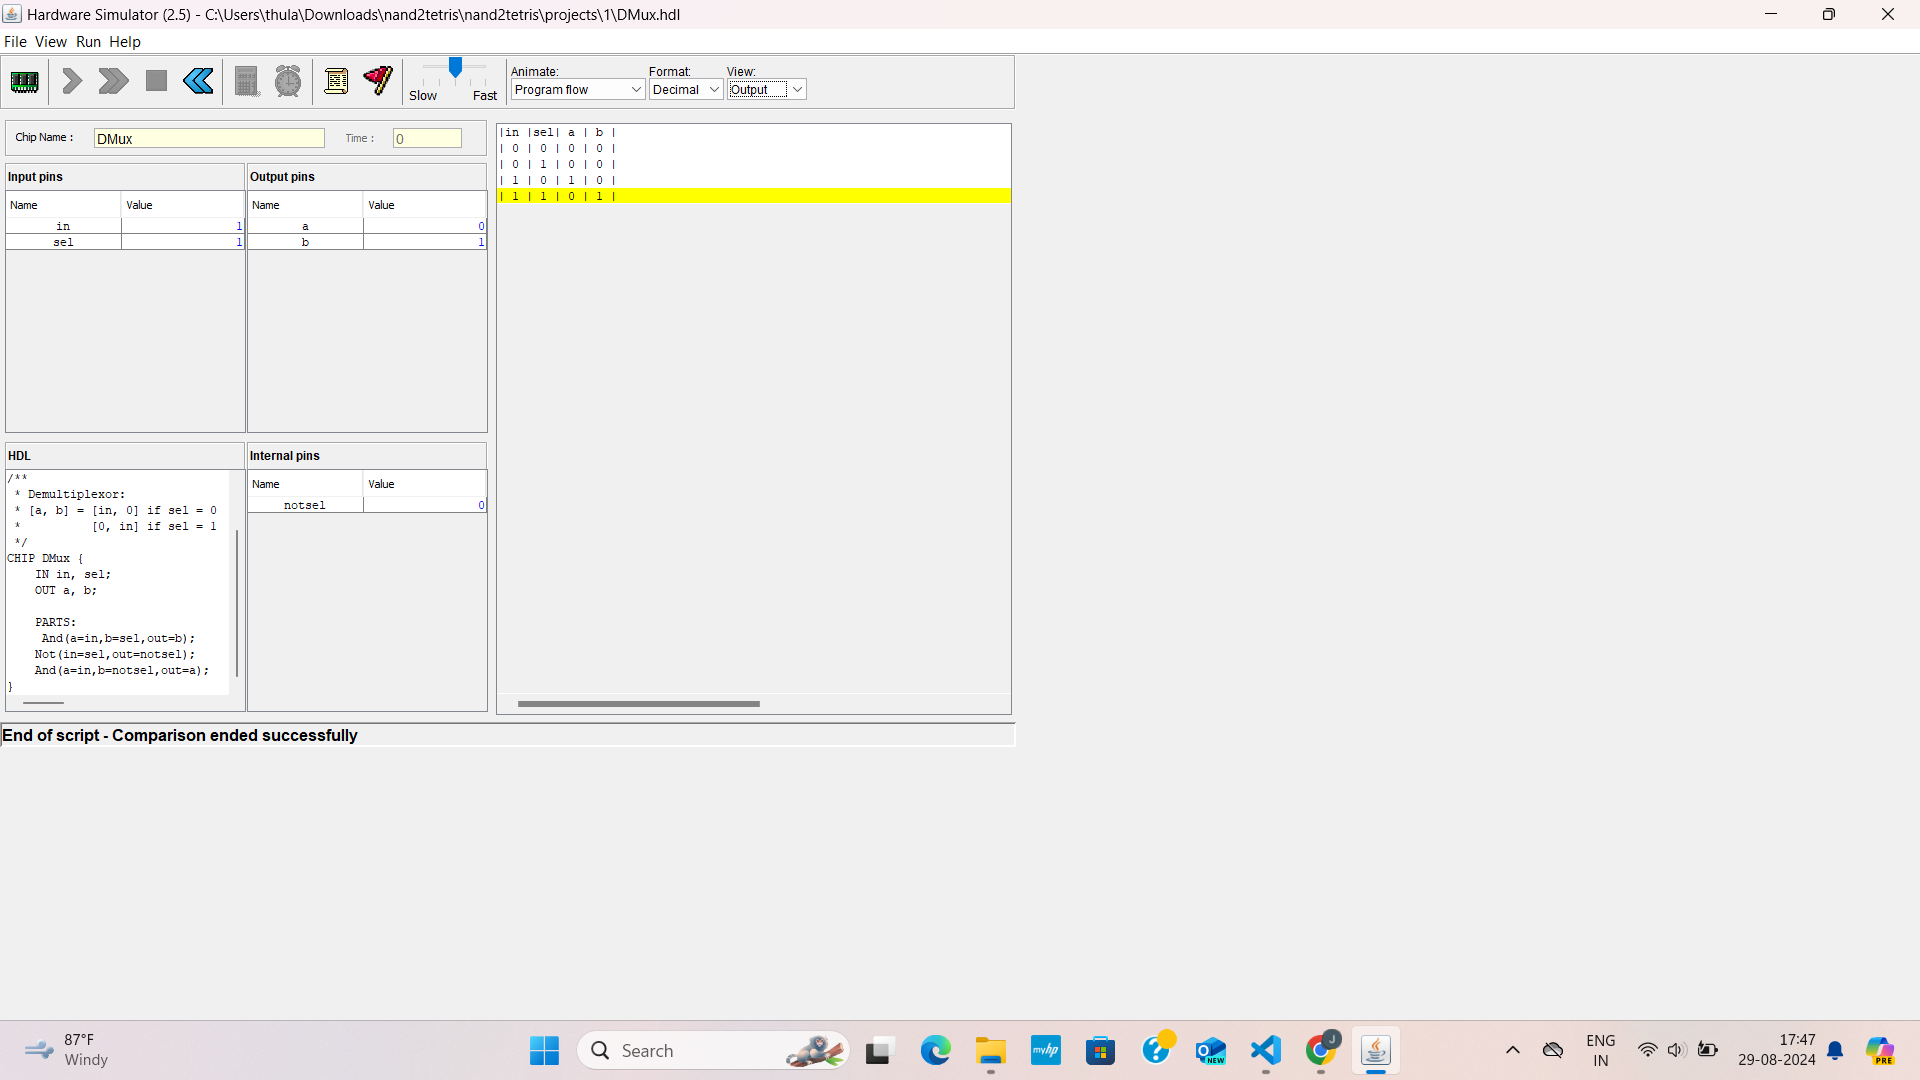 Hardware Simulator (2.5) - C:\Users\thula\Downloads\nand2tetris\nand2tetris\projects\1\DMux.hdl
File View Run Help
Slow Fast
Animate:
Program flow
Format:
Decimal
View:
Output
Chip Name :
DMux
Time :
0
Input pins
Name Value
in 1
sel 1
Output pins
Name Value
a 0
b 1
|in |sel| a | b |
| 0 | 0 | 0 | 0 |
| 0 | 1 | 0 | 0 |
| 1 | 0 | 1 | 0 |
| 1 | 1 | 0 | 1 |
HDL
/**
* Demultiplexor:
* [a, b] = [in, 0] if sel = 0
* [0, in] if sel = 1
*/
CHIP DMux {
IN in, sel;
OUT a, b;
PARTS:
And(a=in,b=sel,out=b);
Not(in=sel,out=notsel);
And(a=in,b=notsel,out=a);
}
Internal pins
Name Value
notsel 0
End of script - Comparison ended successfully
87°F
Windy
Search
myhp
NEW
J
ENG
IN
17:47
29-08-2024
PRE